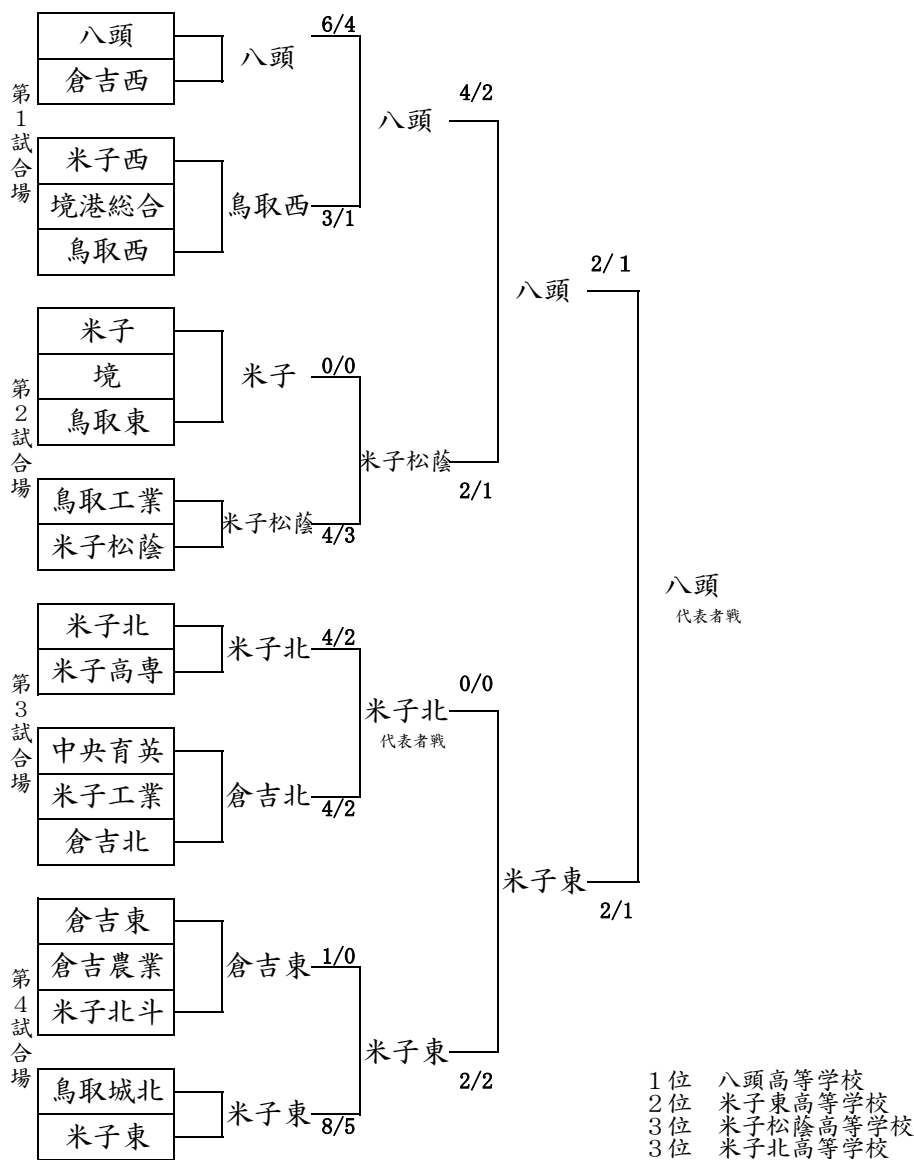 第1試合場
八頭
倉吉西
八頭
6/4
米子西
境港総合
鳥取西
鳥取西
3/1
八頭
4/2
第2試合場
米子
境
鳥取東
米子
0/0
鳥取工業
米子松蔭
米子松蔭
4/3
米子松蔭
2/1
八頭
2/1
第3試合場
米子北
米子高専
米子北
4/2
中央育英
米子工業
倉吉北
倉吉北
4/2
米子北
代表者戦
0/0
第4試合場
倉吉東
倉吉農業
米子北斗
倉吉東
1/0
鳥取城北
米子東
米子東
8/5
米子東
2/2
米子東
2/1
八頭
代表者戦
1位 八頭高等学校
2位 米子東高等学校
3位 米子松蔭高等学校
3位 米子北高等学校